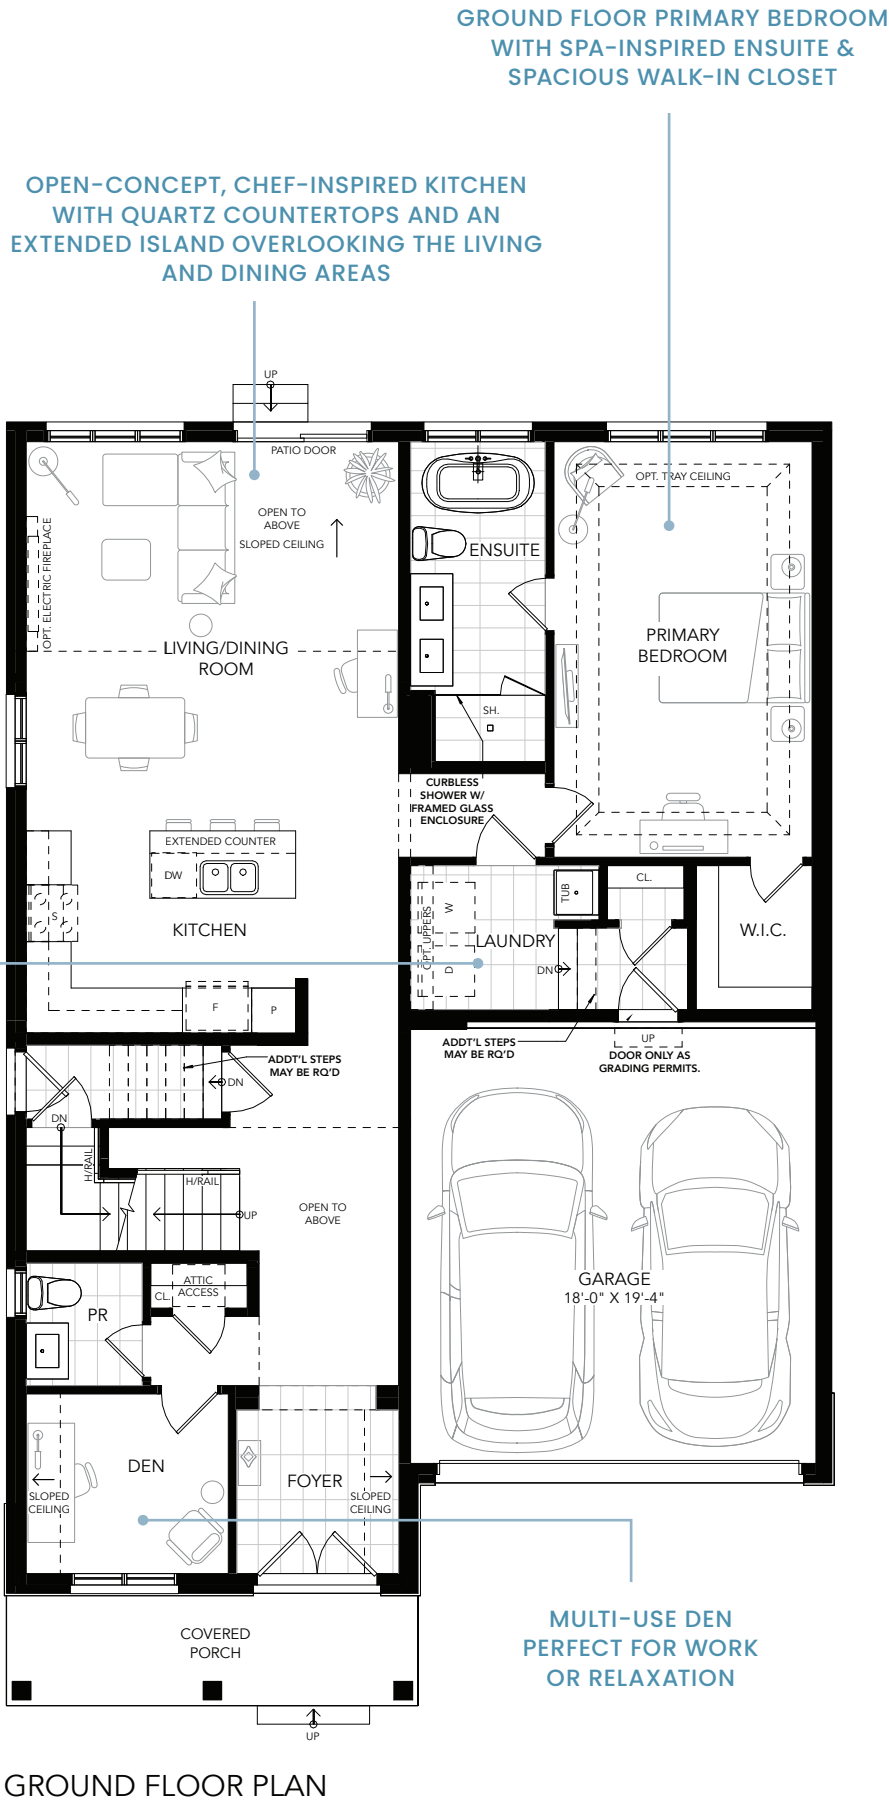 GROUND FLOOR PRIMARY BEDROOM
WITH SPA-INSPIRED ENSUITE &
SPACIOUS WALK-IN CLOSET
OPEN-CONCEPT, CHEF-INSPIRED KITCHEN
WITH QUARTZ COUNTERTOPS AND AN
EXTENDED ISLAND OVERLOOKING THE LIVING
AND DINING AREAS
UP
PATIO DOOR
OPT. TRAY CEILING
OPEN TO
ABOVE
SLOPED CEILING
OPT. ELECTRIC FIREPLACE
ENSUITE
LIVING/DINING
ROOM
PRIMARY
BEDROOM
SH.
CURBLESS
SHOWER W/
FRAMED GLASS
ENCLOSURE
EXTENDED COUNTER
DW
S
KITCHEN
F
P
OPT. UPPERS
W
D
TUB
LAUNDRY
DN
CL.
W.I.C.
ADDT'L STEPS
MAY BE RQ'D
UP
DOOR ONLY AS
GRADING PERMITS.
ADDT'L STEPS
MAY BE RQ'D
DN
DN
H/RAIL
H/RAIL
UP
OPEN TO
ABOVE
GARAGE
18'-0" X 19'-4"
PR
CL.
ATTIC
ACCESS
DEN
SLOPED
CEILING
FOYER
SLOPED
CEILING
COVERED
PORCH
UP
MULTI-USE DEN
PERFECT FOR WORK
OR RELAXATION
GROUND FLOOR PLAN